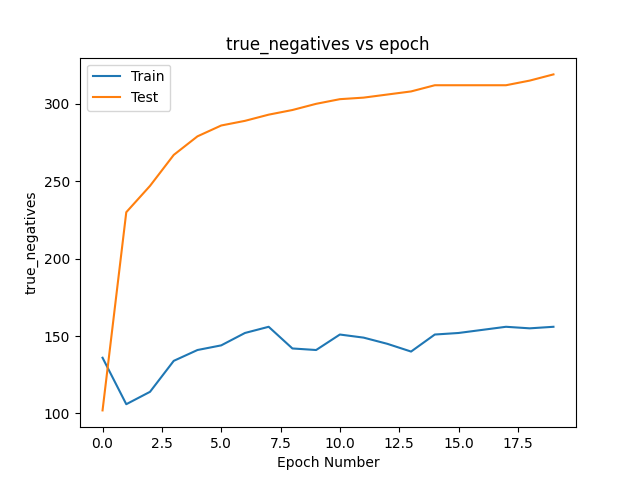 true_negatives vs epoch
Train
Test
true_negatives
300
250
200
150
100
0.0 2.5 5.0 7.5 10.0 12.5 15.0 17.5
Epoch Number